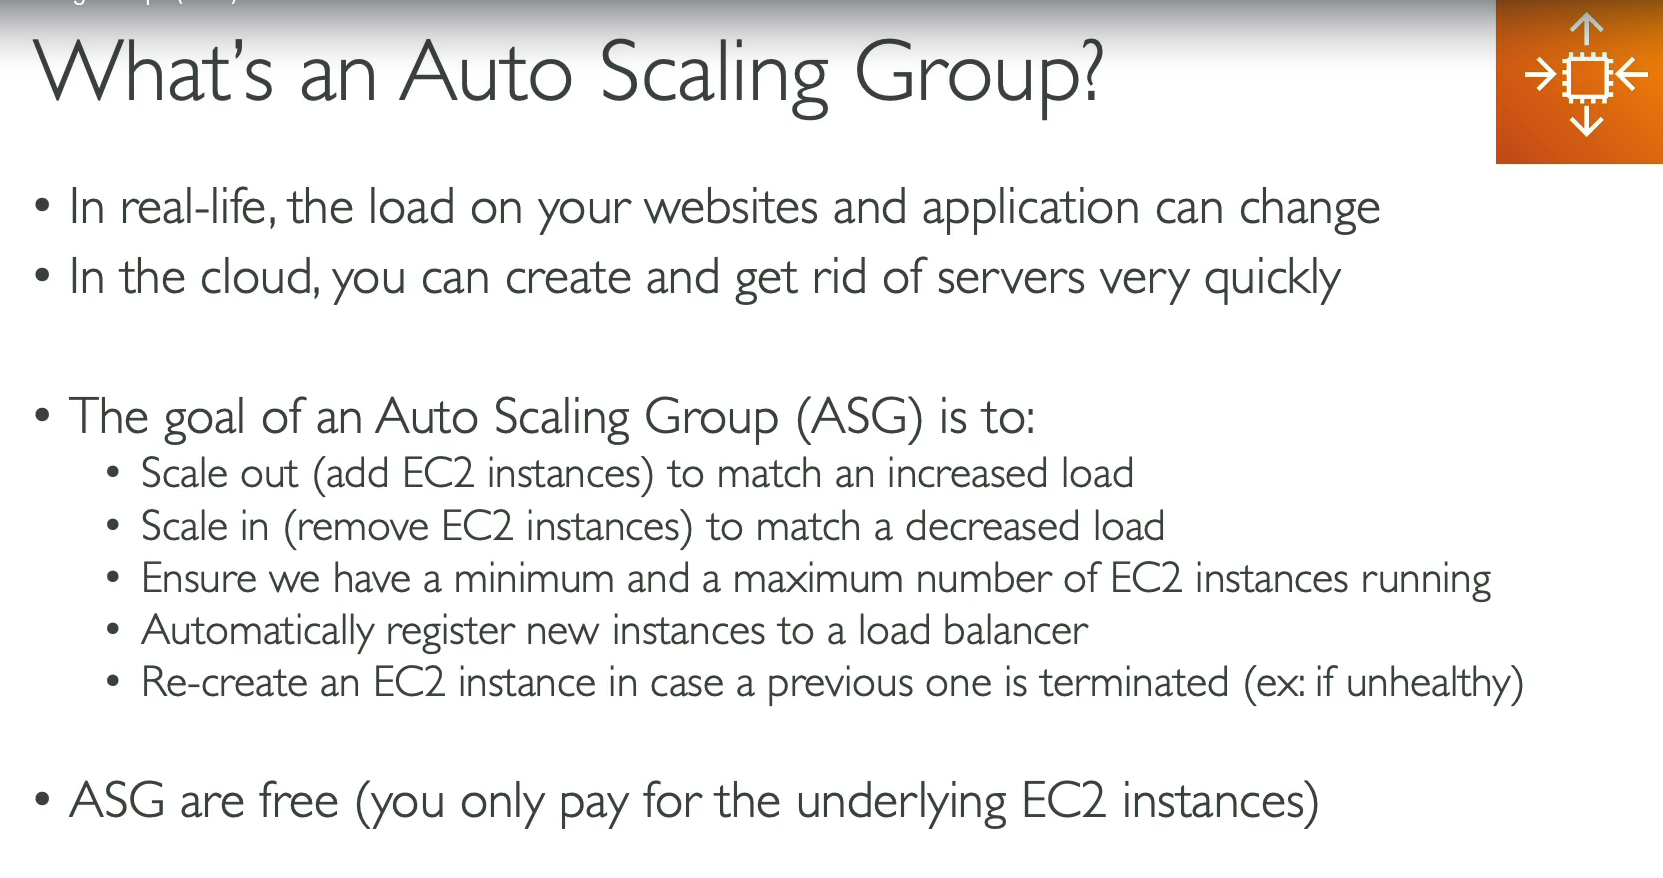 What's an Auto Scaling Group?
• In real-life, the load on your websites and application can change
• In the cloud, you can create and get rid of servers very quickly
• The goal of an Auto Scaling Group (ASG) is to:
• Scale out (add EC2 instances) to match an increased load
• Scale in (remove EC2 instances) to match a decreased load
• Ensure we have a minimum and a maximum number of EC2 instances running
• Automatically register new instances to a load balancer
• Re-create an EC2 instance in case a previous one is terminated (ex: if unhealthy)
• ASG are free (you only pay for the underlying EC2 instances)